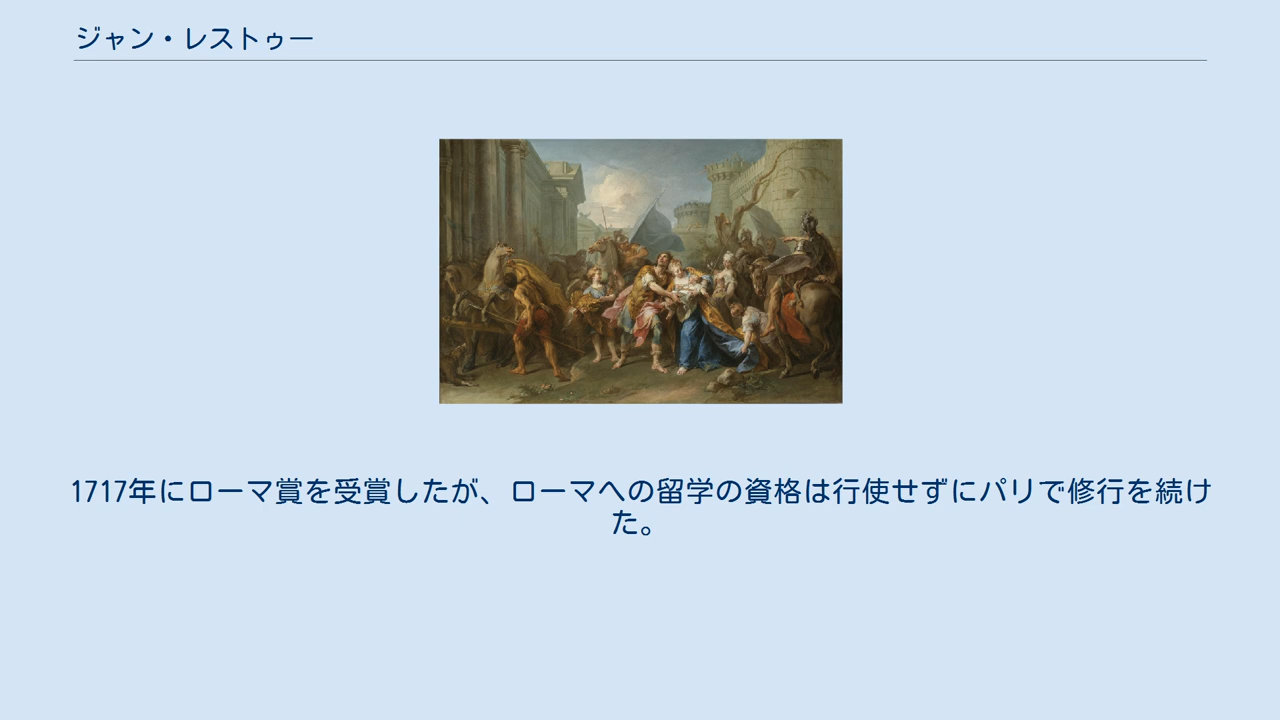 ジャン・レストゥー
1717年にローマ賞を受賞したが、ローマへの留学の資格は行使せずにパリで修行を続け
た。